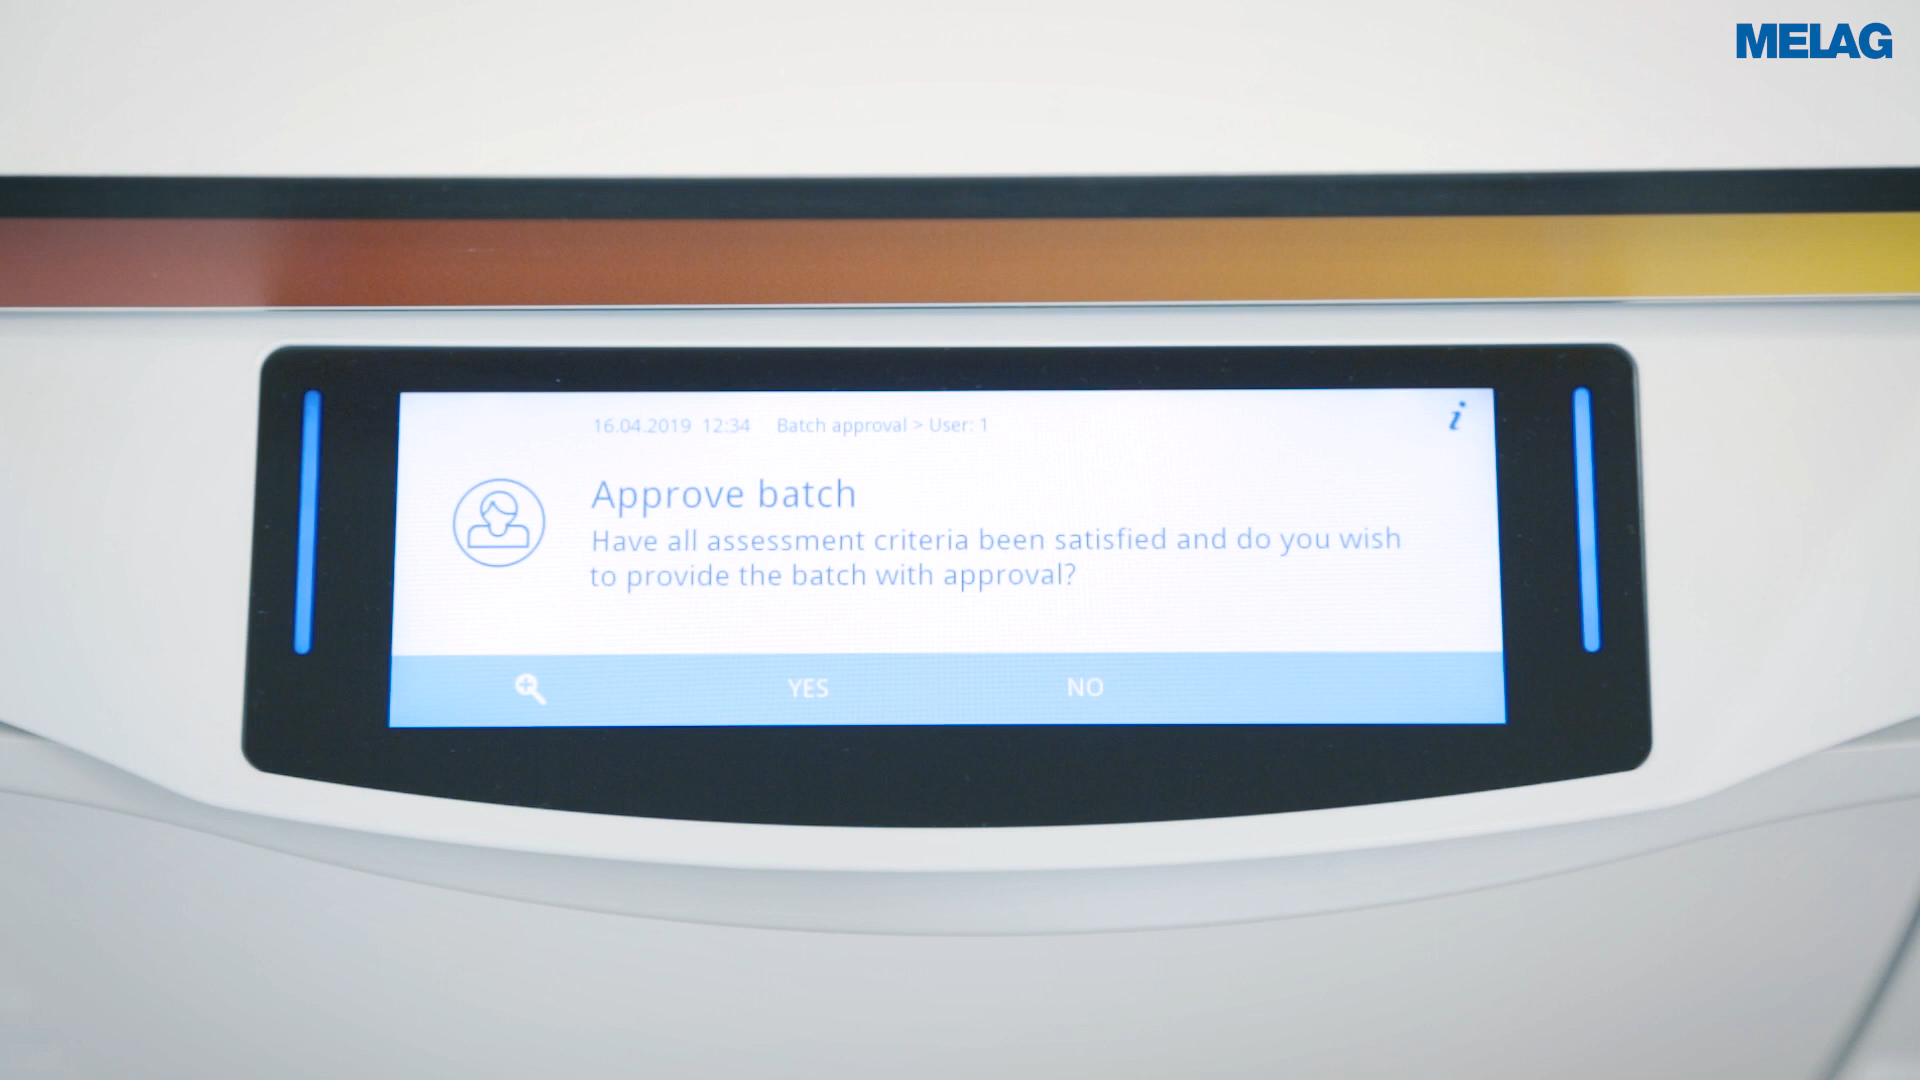 MELAG
16.04.2019 12:34 Batch approval > User: 1
i
Approve batch
Have all assessment criteria been satisfied and do you wish
to provide the batch with approval?
YES NO